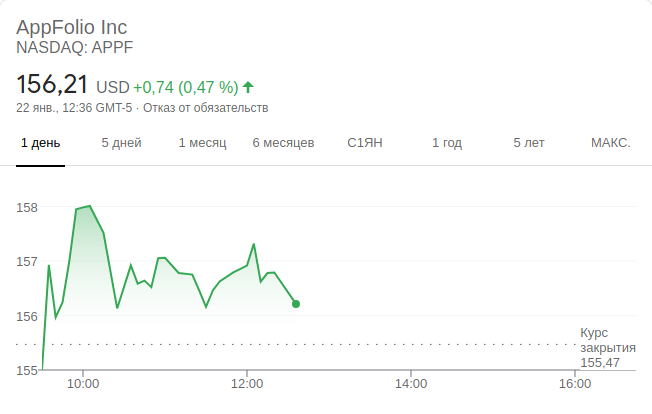 AppFolio Inc
NASDAQ: APPF
156,21 USD +0,74 (0,47 %)
22 янв., 12:36 GMT-5 · Отказ от обязательств
1 день 5 дней 1 месяц 6 месяцев С1ЯН 1 год 5 лет МАКС.
158
157
156
Курс
закрытия
155,47
155
10:00 12:00 14:00 16:00